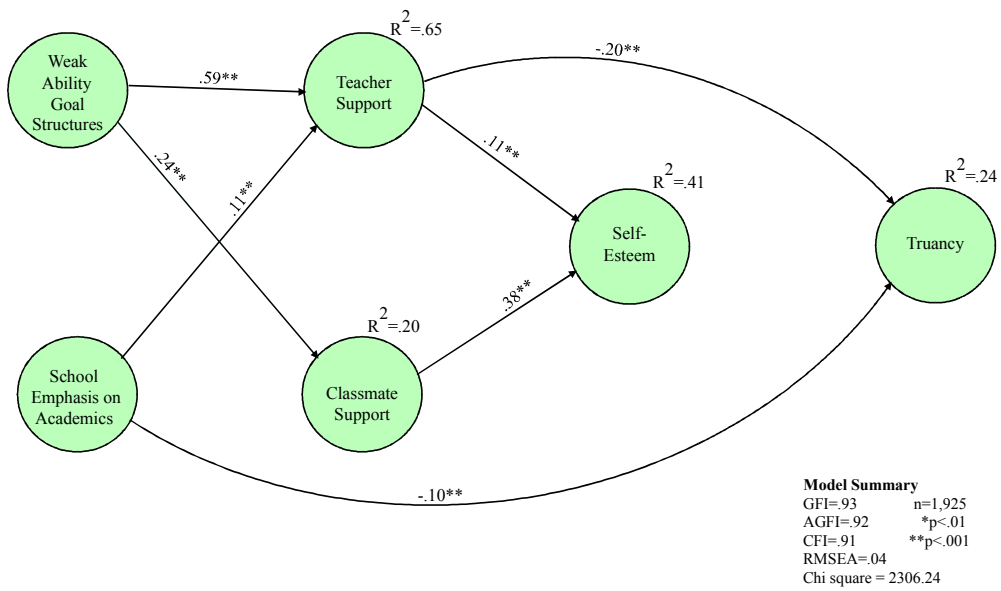 Weak
Ability
Goal
Structures
.59**
R2=.65
Teacher
Support
-.20**
.24**
.11**
.11**
R2=.41
Self-
Esteem
R2=.24
Truancy
.38**
School
Emphasis on
Academics
R2=.20
Classmate
Support
-.10**
Model Summary
GFI=.93 n=1,925
AGFI=.92 *p<.01
CFI=.91 **p<.001
RMSEA=.04
Chi square = 2306.24